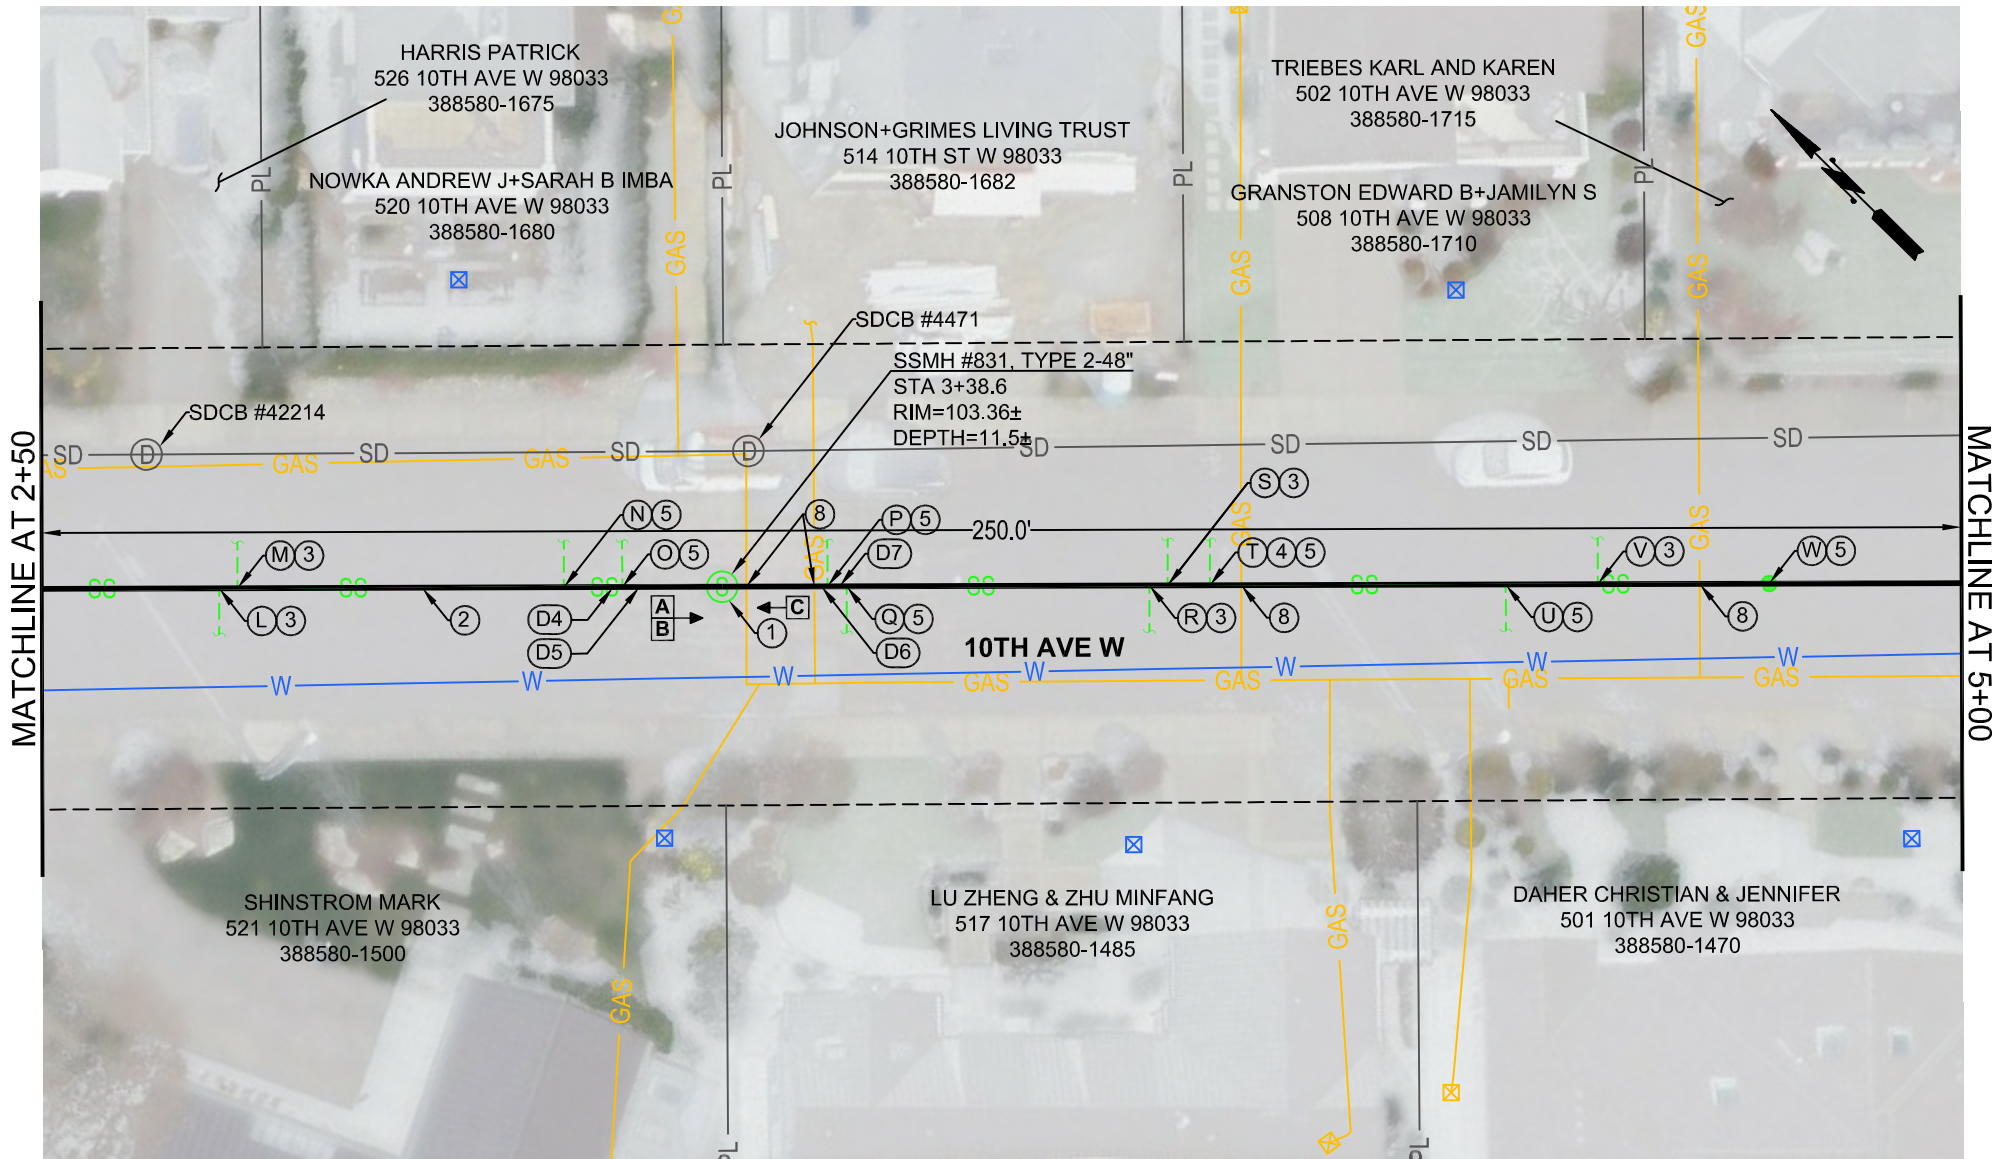 HARRIS PATRICK
526 10TH AVE W 98033
388580-1675
NOWKA ANDREW J+SARAH B IMBA
520 10TH AVE W 98033
388580-1680
JOHNSON+GRIMES LIVING TRUST
514 10TH ST W 98033
388580-1682
TRIEBES KARL AND KAREN
502 10TH AVE W 98033
388580-1715
GRANSTON EDWARD B+JAMILYN S
508 10TH AVE W 98033
388580-1710
GAS
GAS
PL
PL
PL
PL
GAS
GAS
GAS
SDCB #4471
SSMH #831, TYPE 2-48"
STA 3+38.6
RIM=103.36±
DEPTH=11.5±
SDCB #42214
MATCHLINE AT 2+50
MATCHLINE AT 5+00
SD D SD SD D SD SD SD SD
GAS GAS GAS
250.0'
M 3
N 5
O 5
8
P 5
D7
S 3
T 4 5
V 3
W 5
GAS
GAS
GAS
SS SS SS S SS SS SS
L 3
2
D4
D5
A
B
C
1
Q 5
D6
R 3
8
U 5
8
10TH AVE W
W W W W W W W
GAS GAS GAS GAS
SHINSTROM MARK
521 10TH AVE W 98033
388580-1500
LU ZHENG & ZHU MINFANG
517 10TH AVE W 98033
388580-1485
DAHER CHRISTIAN & JENNIFER
501 10TH AVE W 98033
388580-1470
GAS
GAS
PL
PL